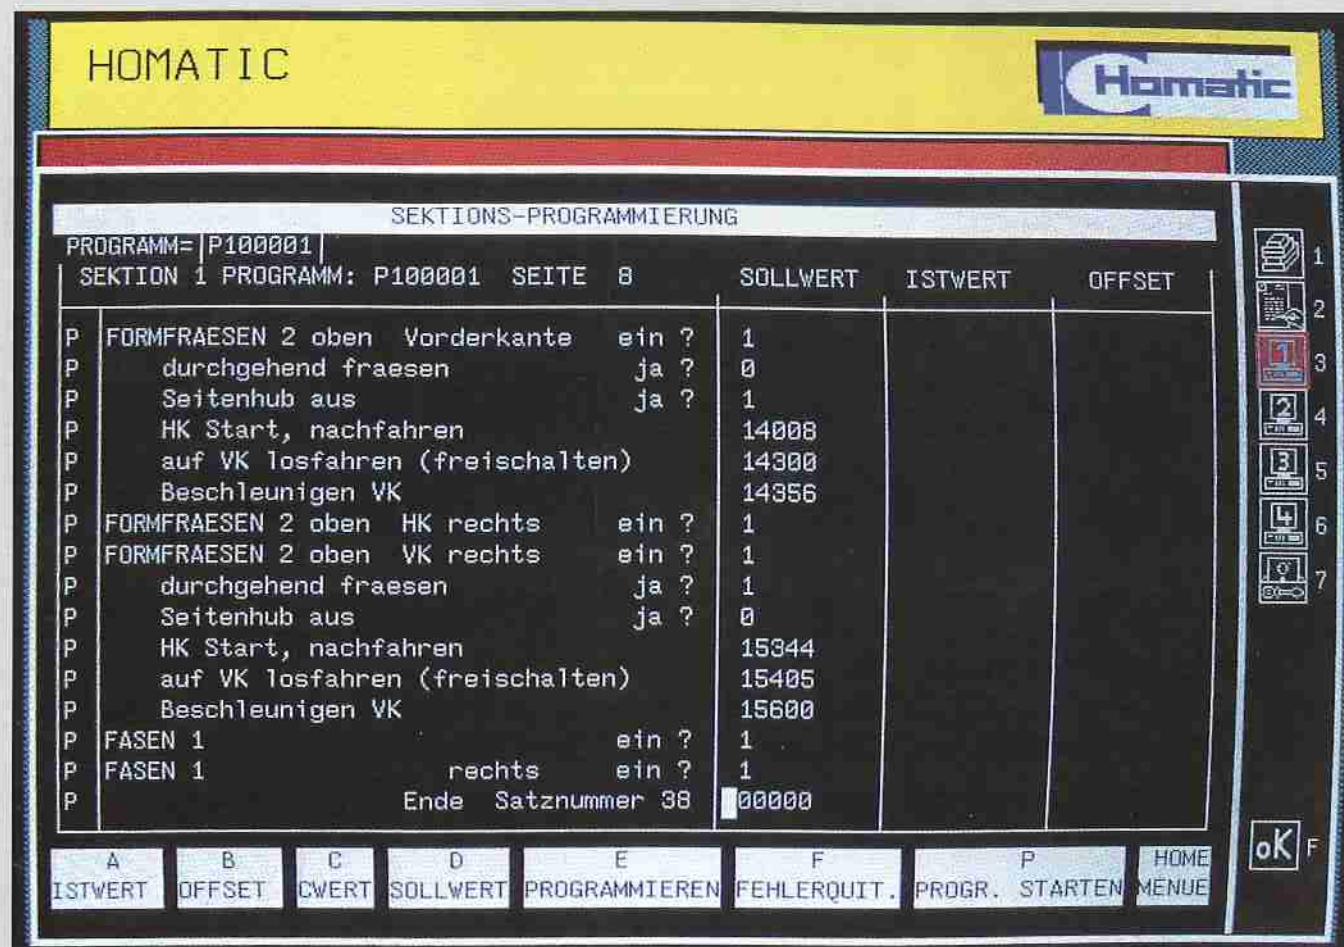 HOMATIC
Homatic
SEKTIONS-PROGRAMMIERUNG
PROGRAMM= P100001
SEKTION 1 PROGRAMM: P100001 SEITE 8 SOLLWERT ISTWERT OFFSET
P FORMFRAESEN 2 oben Vorderkante ein ? 1
P durchgehend fraesen ja ? 0
P Seitenhub aus ja ? 1
P HK Start, nachfahren 14008
P auf VK losfahren (freischalten) 14300
P Beschleunigen VK 14356
P FORMFRAESEN 2 oben HK rechts ein ? 1
P FORMFRAESEN 2 oben VK rechts ein ? 1
P durchgehend fraesen ja ? 1
P Seitenhub aus ja ? 0
P HK Start, nachfahren 15344
P auf VK losfahren (freischalten) 15405
P Beschleunigen VK 15600
P FASEN 1 ein ? 1
P FASEN 1 rechts ein ? 1
P Ende Satznummer 38 00000
1
2
1 3
2 4
3 5
4 6
7
oK F
A B C D E F P HOME
ISTWERT OFFSET CWERT SOLLWERT PROGRAMMIEREN FEHLERQUIT. PROGR. STARTEN MENUE